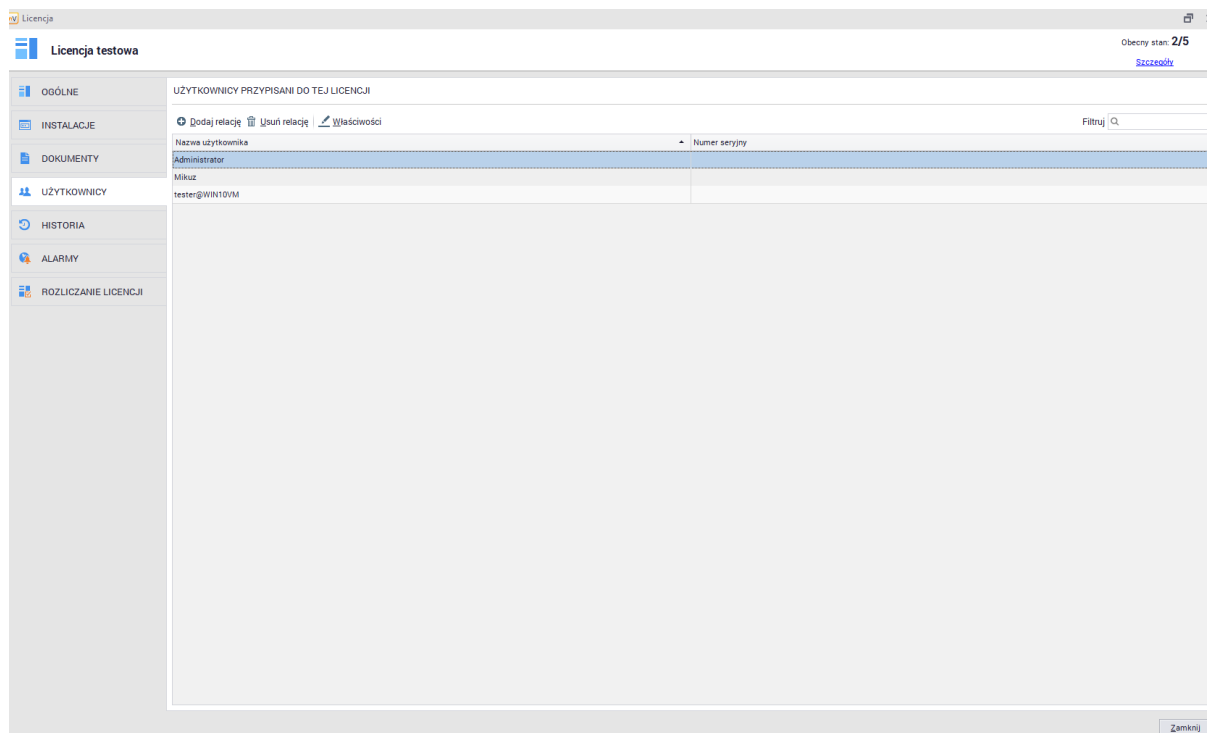 Licencja
Licencja testowa
Obecny stan: 2/5
Szczegóły
OGÓLNE
INSTALACJE
DOKUMENTY
UŻYTKOWNICY
HISTORIA
ALARMY
ROZLICZANIE LICENCJI
UŻYTKOWNICY PRZYPISANI DO TEJ LICENCJI
Dodaj relację Usuń relację Właściwości Filtruj
Nazwa użytkownika Numer seryjny
Administrator
Mikuz
tester@WIN10VM
Zamknij